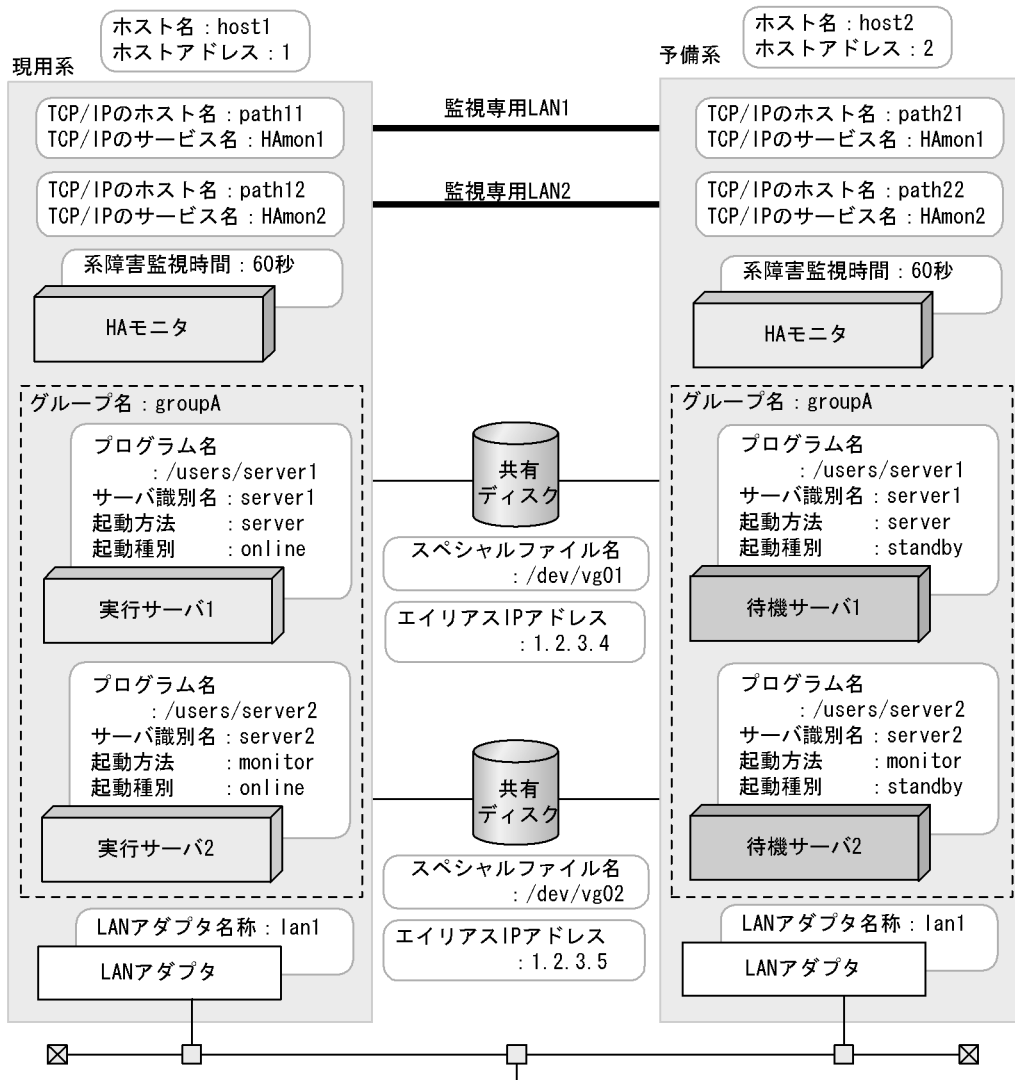 ホスト名：host1
ホストアドレス：1
現用系
TCP/IPのホスト名：path11
TCP/IPのサービス名：HAmon1
TCP/IPのホスト名：path12
TCP/IPのサービス名：HAmon2
系障害監視時間：60秒
HAモニタ
グループ名：groupA
プログラム名
：/users/server1
サーバ識別名：server1
起動方法　　：server
起動種別　　：online
実行サーバ1
プログラム名
：/users/server2
サーバ識別名：server2
起動方法　　：monitor
起動種別　　：online
実行サーバ2
LANアダプタ名称：lan1
LANアダプタ
監視専用LAN1
監視専用LAN2
共有
ディスク
スペシャルファイル名
：/dev/vg01
エイリアスIPアドレス
：1.2.3.4
共有
ディスク
スペシャルファイル名
：/dev/vg02
エイリアスIPアドレス
：1.2.3.5
ホスト名：host2
ホストアドレス：2
予備系
TCP/IPのホスト名：path21
TCP/IPのサービス名：HAmon1
TCP/IPのホスト名：path22
TCP/IPのサービス名：HAmon2
系障害監視時間：60秒
HAモニタ
グループ名：groupA
プログラム名
：/users/server1
サーバ識別名：server1
起動方法　　：server
起動種別　　：standby
待機サーバ1
プログラム名
：/users/server2
サーバ識別名：server2
起動方法　　：monitor
起動種別　　：standby
待機サーバ2
LANアダプタ名称：lan1
LANアダプタ